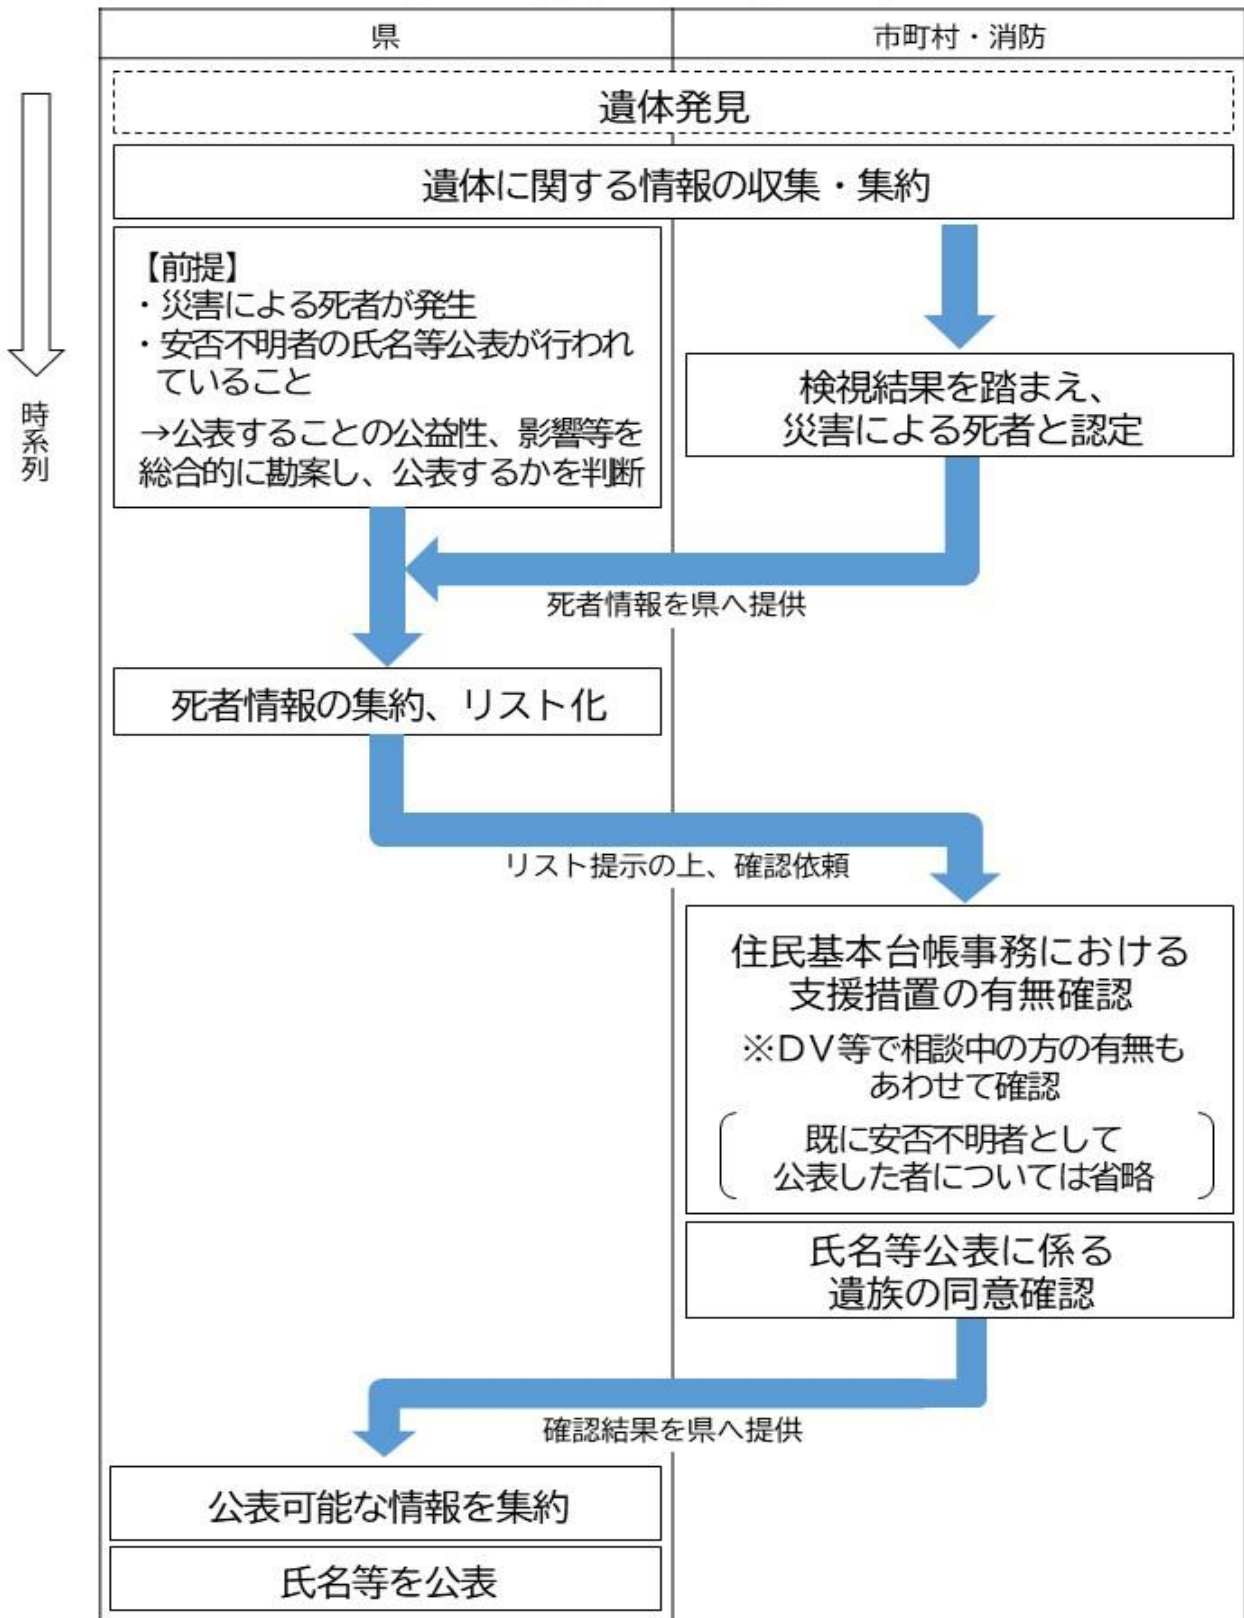 県
市町村・消防
時系列
遺体発見
遺体に関する情報の収集・集約
【前提】
・災害による死者が発生
・安否不明者の氏名等公表が行われ
ていること
→公表することの公益性、影響等を
総合的に勘案し、公表するかを判断
検視結果を踏まえ、
災害による死者と認定
死者情報を県へ提供
死者情報の集約、リスト化
リスト提示の上、確認依頼
住民基本台帳事務における
支援措置の有無確認
※ＤＶ等で相談中の方の有無も
あわせて確認
既に安否不明者として
公表した者については省略
氏名等公表に係る
遺族の同意確認
確認結果を県へ提供
公表可能な情報を集約
氏名等を公表